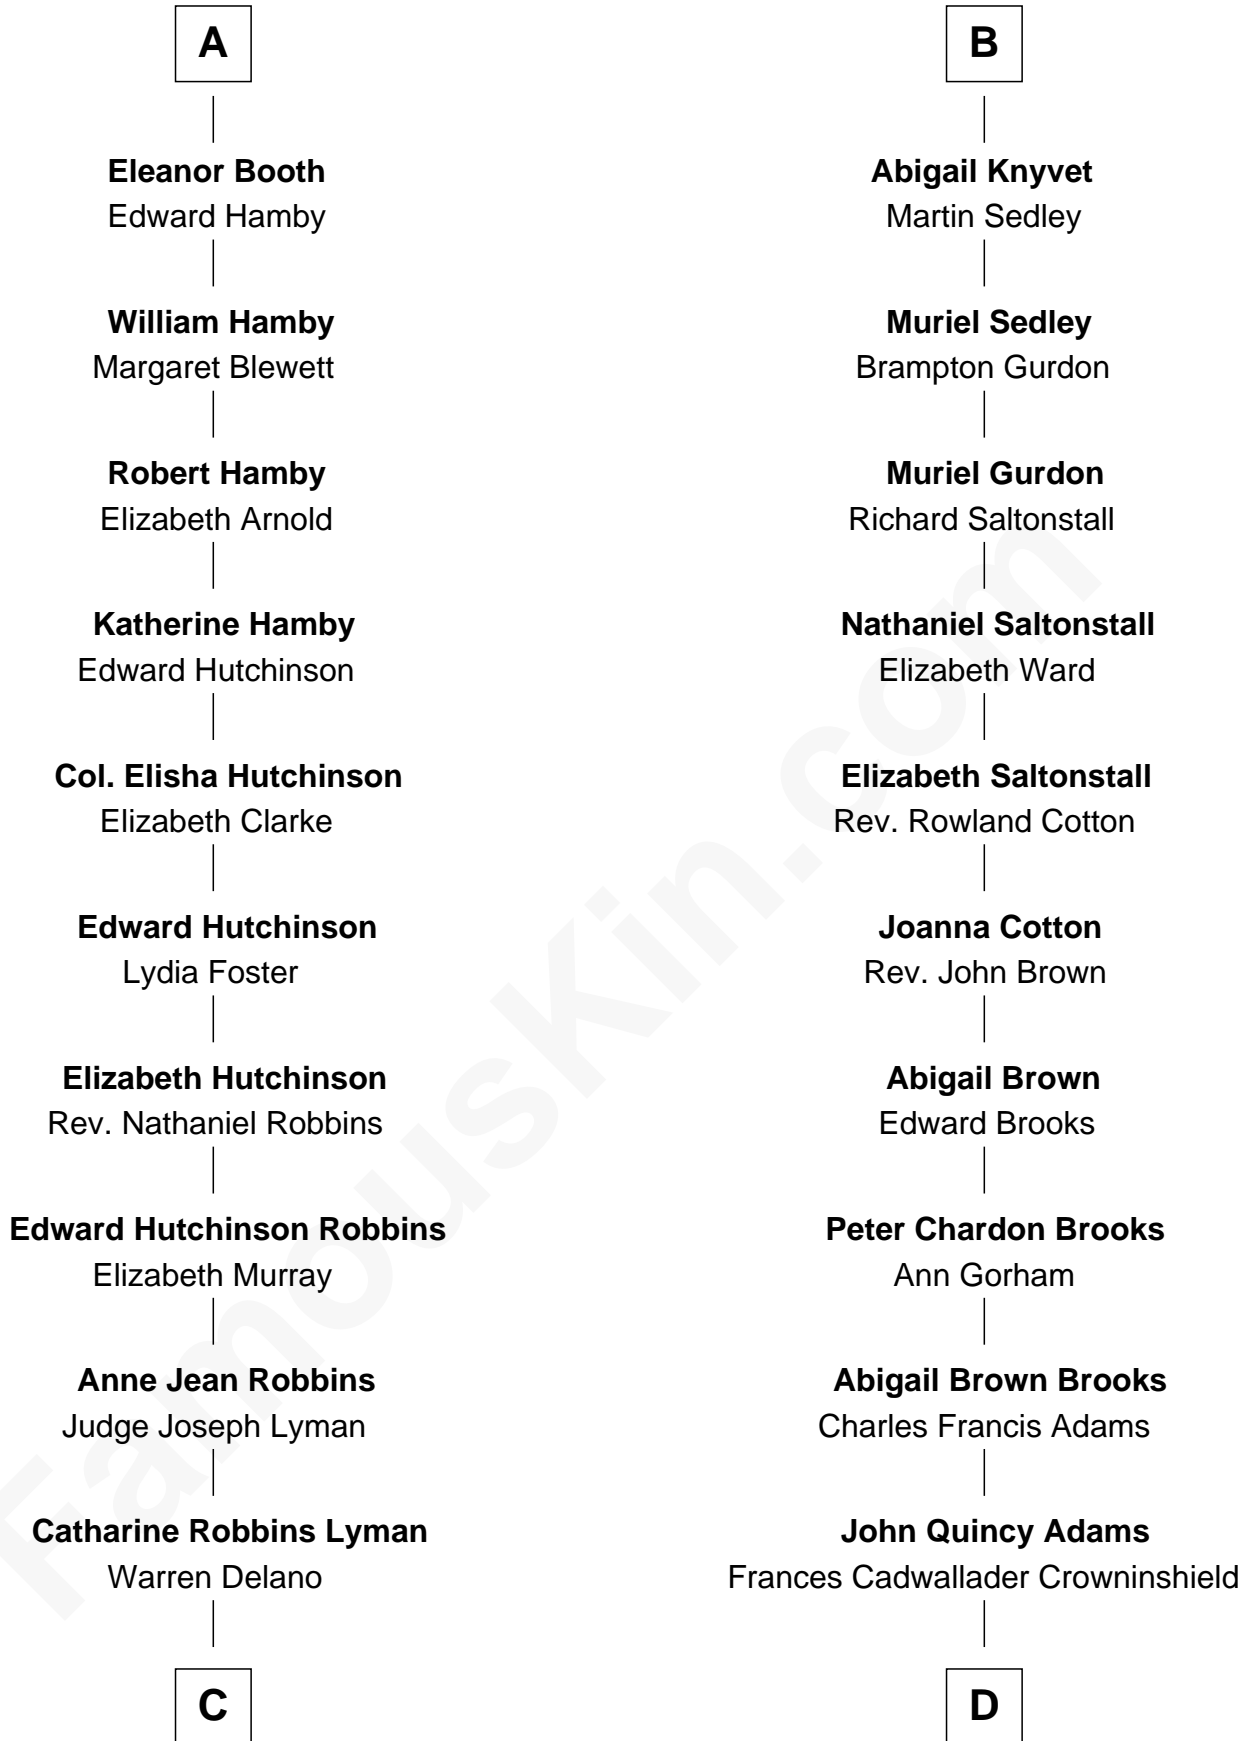 A
Eleanor Booth
Edward Hamby
William Hamby
Margaret Blewett
Robert Hamby
Elizabeth Arnold
Katherine Hamby
Edward Hutchinson
Col. Elisha Hutchinson
Elizabeth Clarke
Edward Hutchinson
Lydia Foster
Elizabeth Hutchinson
Rev. Nathaniel Robbins
Edward Hutchinson Robbins
Elizabeth Murray
Anne Jean Robbins
Judge Joseph Lyman
Catharine Robbins Lyman
Warren Delano
C
B
Abigail Knyvet
Martin Sedley
Muriel Sedley
Brampton Gurdon
Muriel Gurdon
Richard Saltonstall
Nathaniel Saltonstall
Elizabeth Ward
Elizabeth Saltonstall
Rev. Rowland Cotton
Joanna Cotton
Rev. John Brown
Abigail Brown
Edward Brooks
Peter Chardon Brooks
Ann Gorham
Abigail Brown Brooks
Charles Francis Adams
John Quincy Adams
Frances Cadwallader Crowninshield
D
FamousKin.com